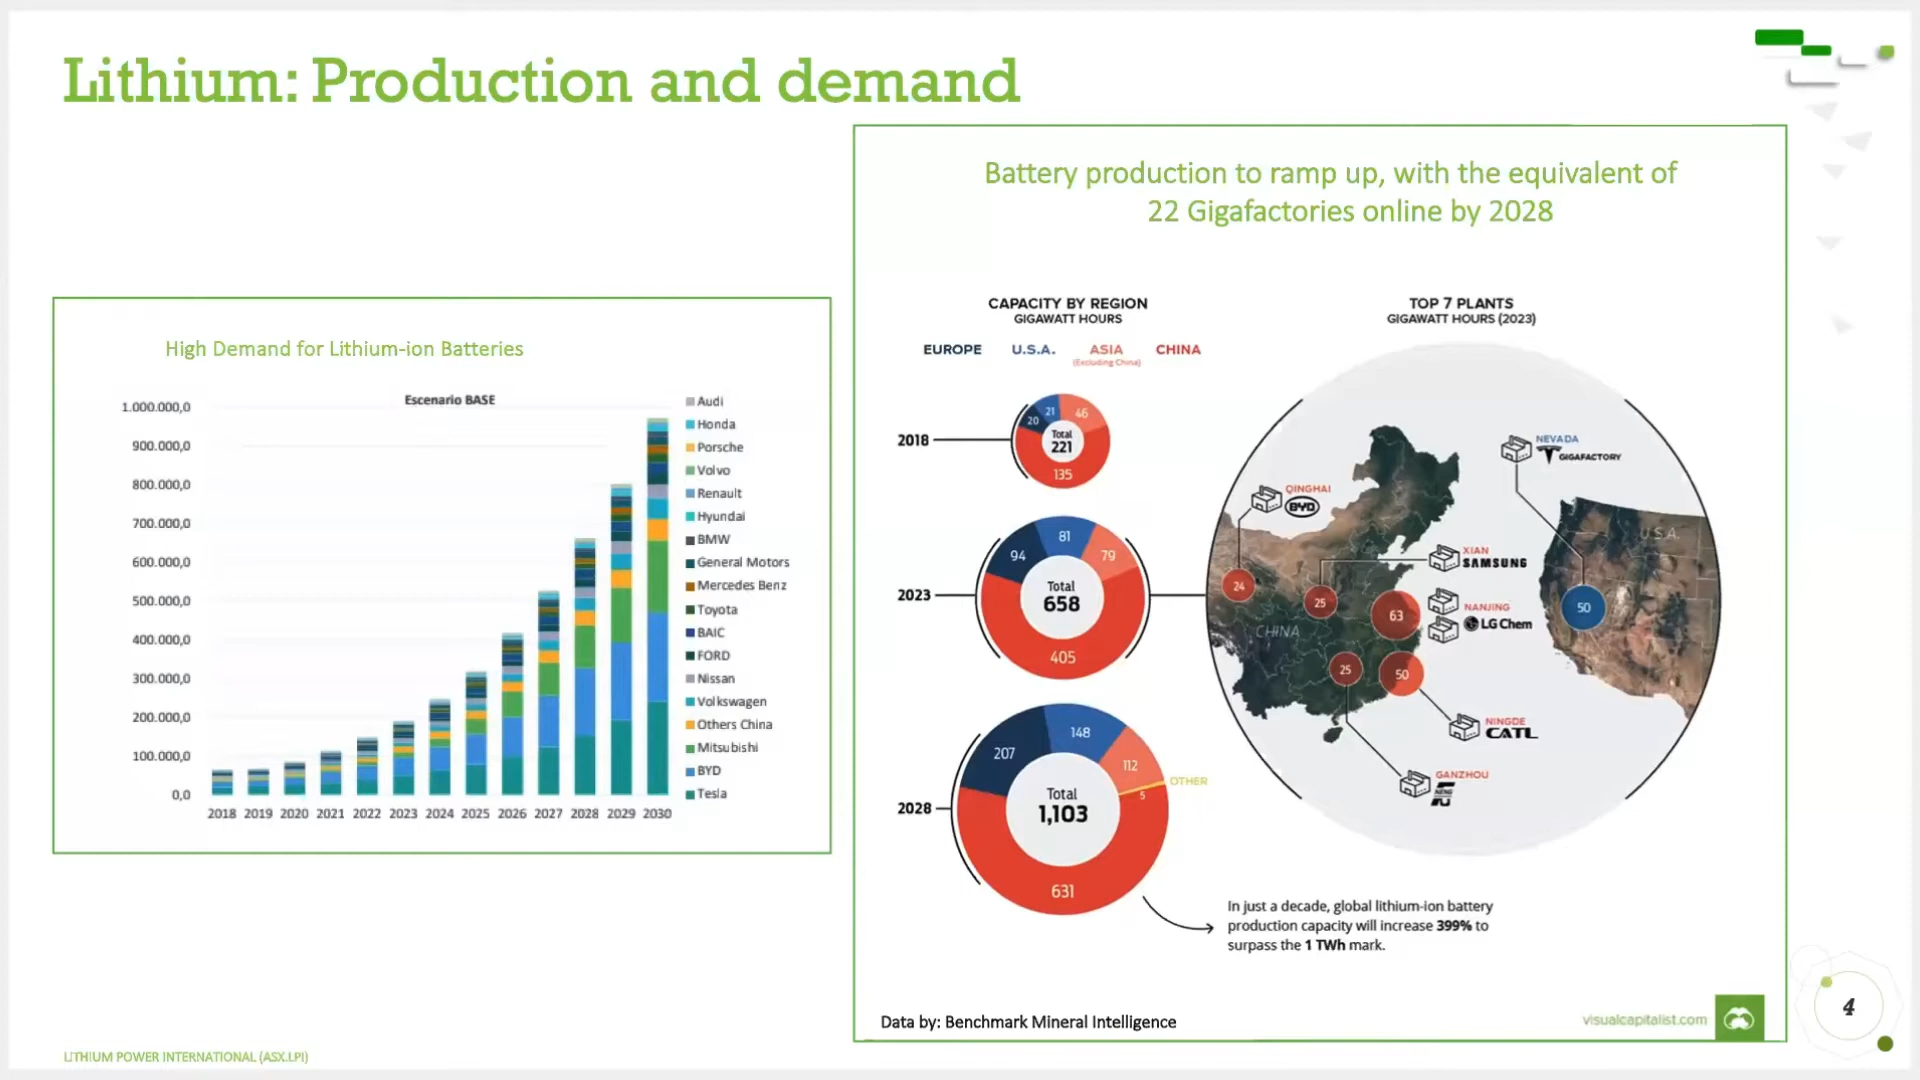 Lithium: Production and demand
High Demand for Lithium-ion Batteries
Escenario BASE
1.000.000,0
900.000,0
800.000,0
700.000,0
600.000,0
500.000,0
400.000,0
300.000,0
200.000,0
100.000,0
0,0
2018 2019 2020 2021 2022 2023 2024 2025 2026 2027 2028 2029 2030
Audi
Honda
Porsche
Volvo
Renault
Hyundai
BMW
General Motors
Mercedes Benz
Toyota
BAIC
FORD
Nissan
Volkswagen
Others China
Mitsubishi
BYD
Tesla
Battery production to ramp up, with the equivalent of
22 Gigafactories online by 2028
CAPACITY BY REGION
GIGAWATT HOURS
EUROPE U.S.A. ASIA CHINA
(Excluding China)
2018
20 21 46
Total
221
135
2023
94 81 79
Total
658
405
2028
207 148 112
OTHER
5
Total
1,103
631
TOP 7 PLANTS
GIGAWATT HOURS (2023)
NEVADA
GIGAFACTORY
QINGHAI
BYD
U.S.A.
XIAN
SAMSUNG
24
25
63
50
NANJING
LG Chem
CHINA
25
50
NINGDE
CATL
GANZHOU
In just a decade, global lithium-ion battery
production capacity will increase 399% to
surpass the 1 TWh mark.
Data by: Benchmark Mineral Intelligence
visualcapitalist.com
4
LITHIUM POWER INTERNATIONAL (ASX.LPI)